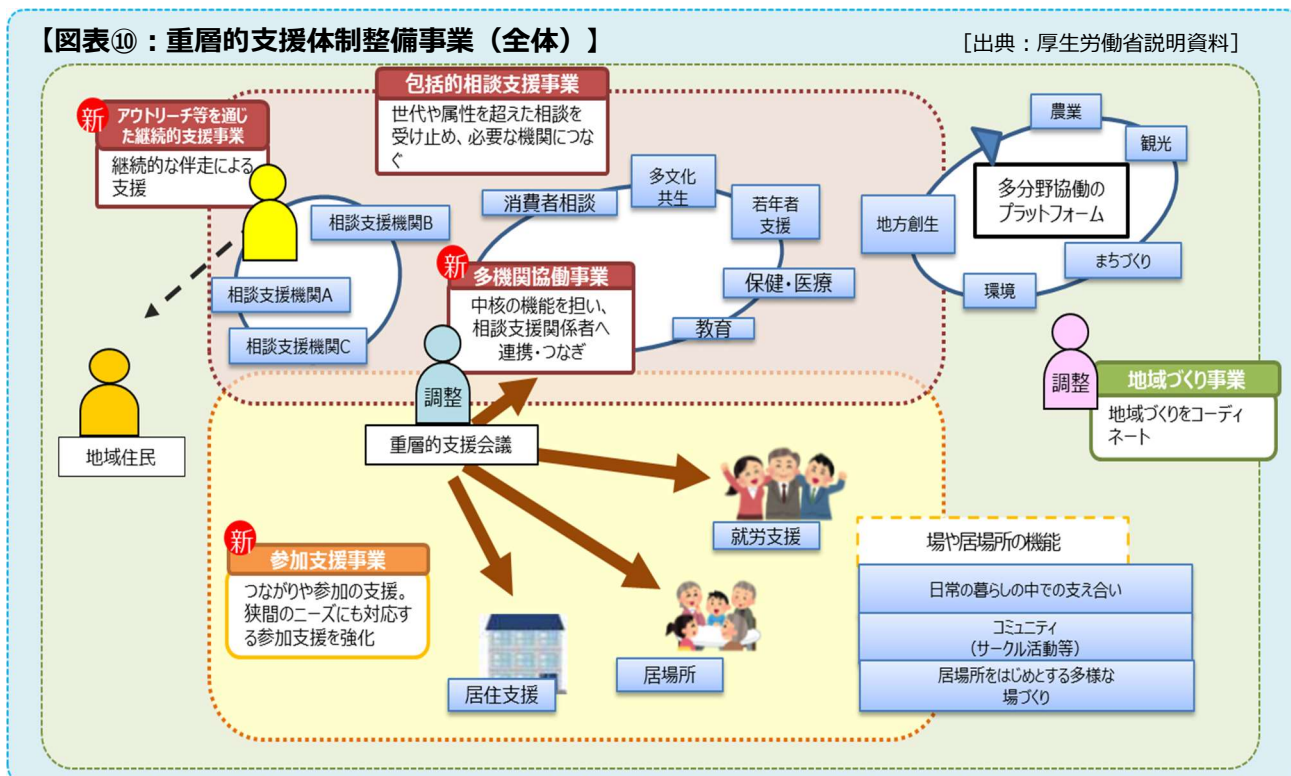 【図表⑩：重層的支援体制整備事業（全体）】
[出典：厚生労働省説明資料]
新
アウトリーチ等を通じ
た継続的支援事業
継続的な伴走による
支援
包括的相談支援事業
世代や属性を超えた相談を
受け止め、必要な機関につな
ぐ
相談支援機関B
相談支援機関A
相談支援機関C
消費者相談
多文化
共生
若年者
支援
保健・医療
教育
新
多機関協働事業
中核の機能を担い、
相談支援関係者へ
連携・つなぎ
調整
重層的支援会議
農業
観光
多分野協働の
プラットフォーム
地方創生
まちづくり
環境
調整
地域づくり事業
地域づくりをコーディ
ネート
地域住民
新
参加支援事業
つながりや参加の支援。
狭間のニーズにも対応す
る参加支援を強化
就労支援
居場所
居住支援
場や居場所の機能
日常の暮らしの中での支え合い
コミュニティ
（サークル活動等）
居場所をはじめとする多様な
場づくり